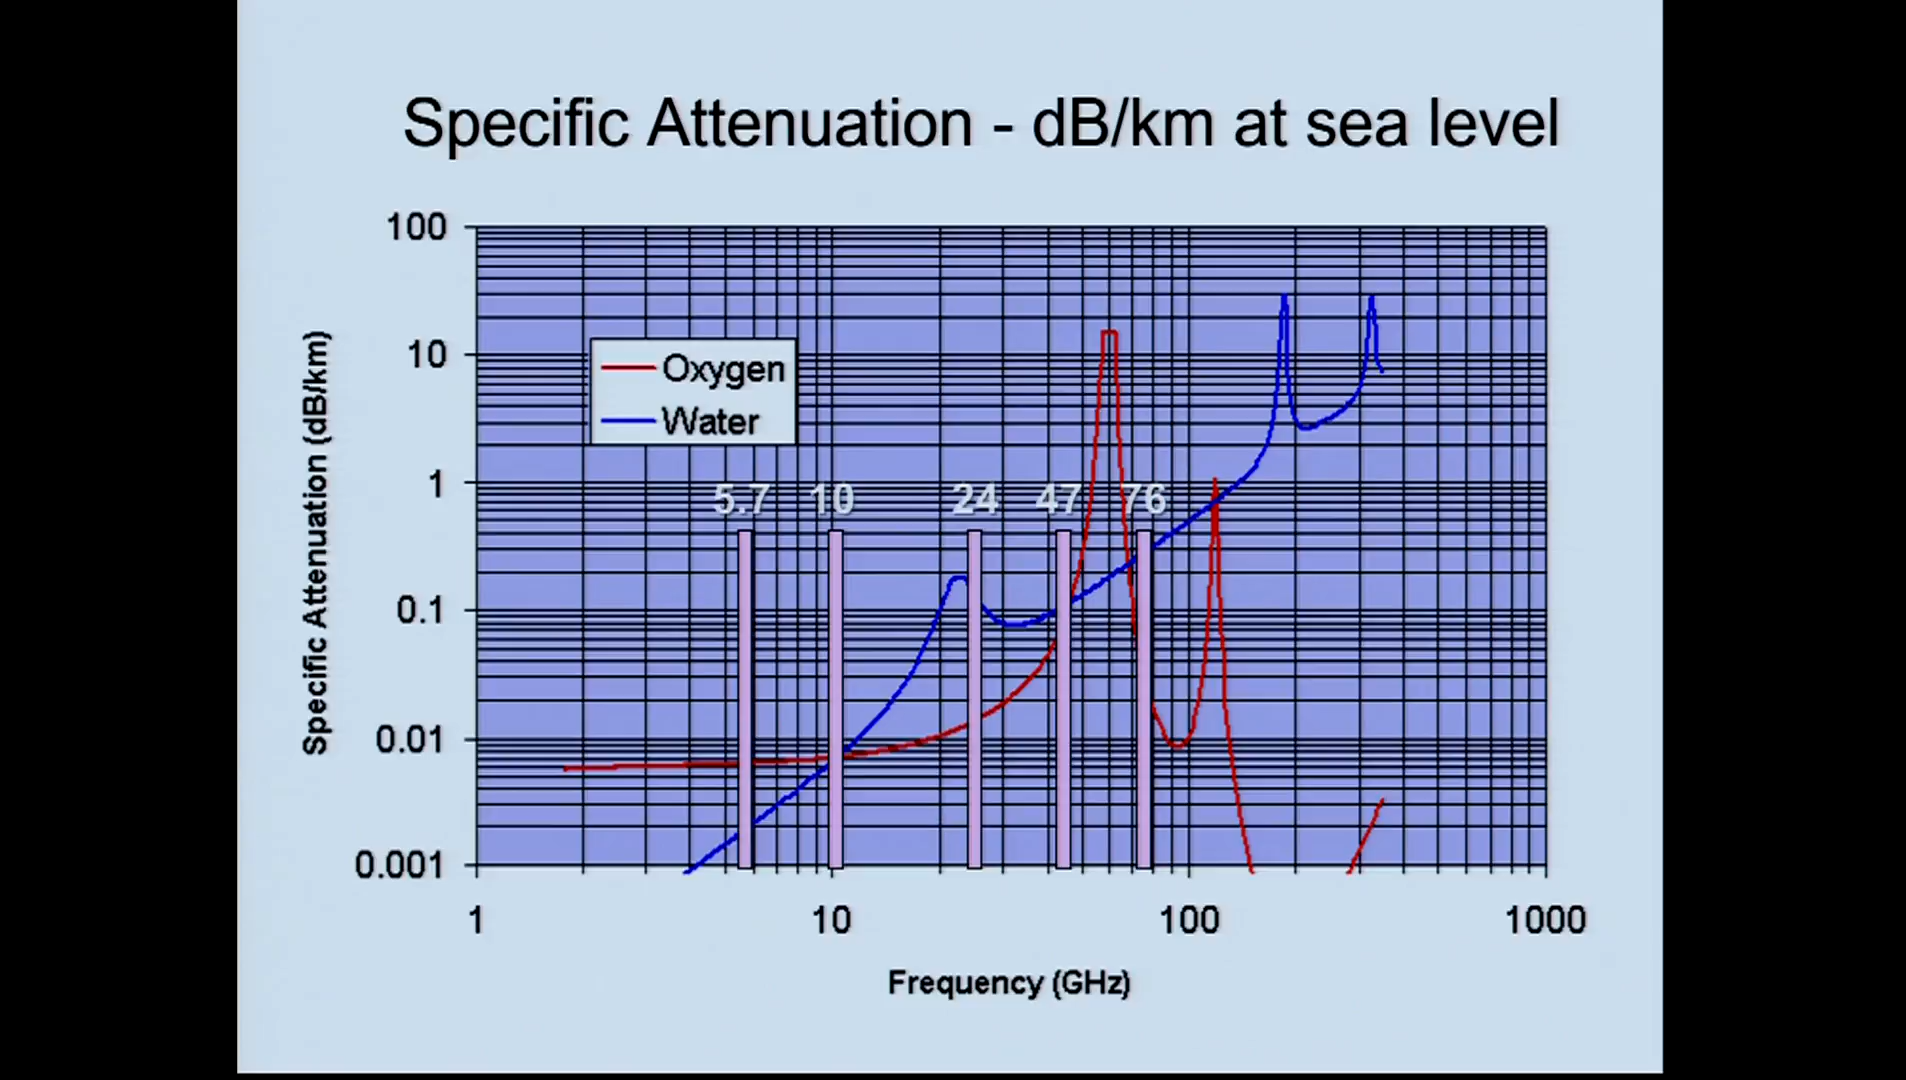 Specific Attenuation - dB/km at sea level
100
10
1
0.1
0.01
0.001
Specific Attenuation (dB/km)
Oxygen
Water
5.7 10 24 47 76
1 10 100 1000
Frequency (GHz)